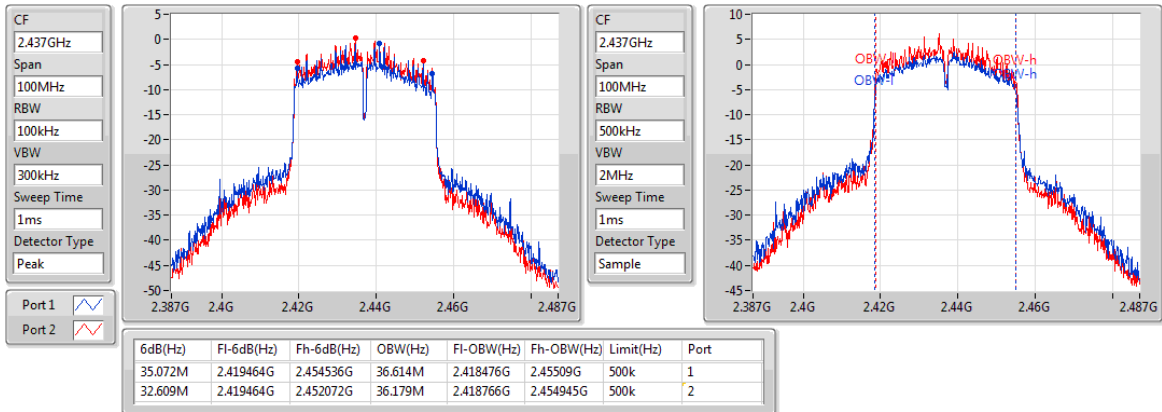 CF
2.437GHz
Span
100MHz
RBW
100kHz
VBW
300kHz
Sweep Time
1ms
Detector Type
Peak
Port 1
Port 2
5
0
-5
-10
-15
-20
-25
-30
-35
-40
-45
-50
2.387G 2.4G 2.42G 2.44G 2.46G 2.487G
CF
2.437GHz
Span
100MHz
RBW
500kHz
VBW
2MHz
Sweep Time
1ms
Detector Type
Sample
10
5
0
-5
-10
-15
-20
-25
-30
-35
-40
-45
OBW-h
OBW-l
2.387G 2.4G 2.42G 2.46G 2.487G
6dB(Hz) Fl-6dB(Hz) Fh-6dB(Hz) OBW(Hz) Fl-OBW(Hz) Fh-OBW(Hz) Limit(Hz) Port
35.072M 2.419464G 2.454536G 36.614M 2.418476G 2.45509G 500k 1
32.609M 2.419464G 2.452072G 36.179M 2.418766G 2.454945G 500k 2